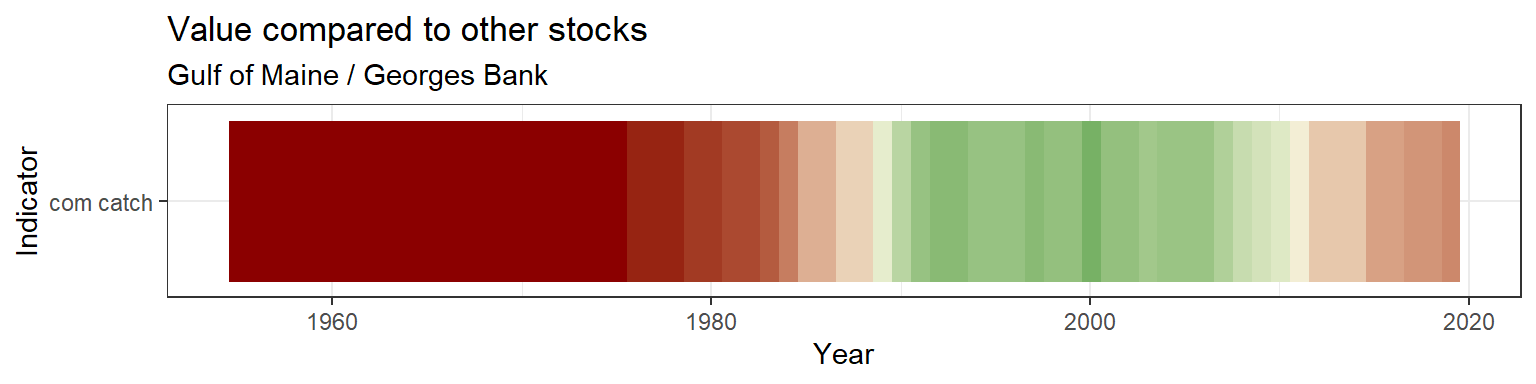 Value compared to other stocks
Gulf of Maine / Georges Bank
Indicator
com catch
1960 1980 2000 2020
Year